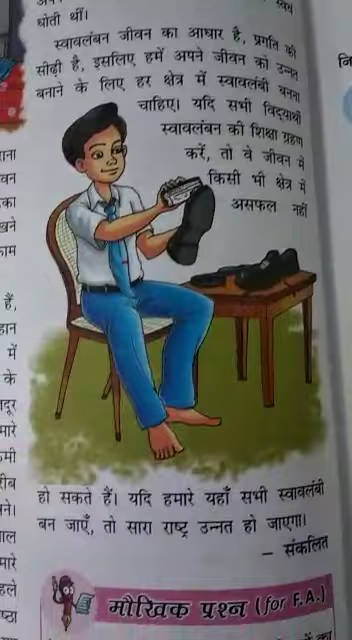 धोती थीं।
स्वावलंबन जीवन का आधार है, प्रगति की
सीढ़ी है, इसलिए हमें अपने जीवन को उन्नत
बनाने के लिए हर क्षेत्र में स्वावलंबी बनना
चाहिए। यदि सभी विद्यार्थी
स्वावलंबन की शिक्षा ग्रहण
करें, तो वे जीवन में
किसी भी क्षेत्र में
असफल नहीं
हो सकते हैं। यदि हमारे यहाँ सभी स्वावलंबी
बन जाएँ, तो सारा राष्ट्र उन्नत हो जाएगा।
– संकलित
मौखिक प्रश्न (for F.A.)